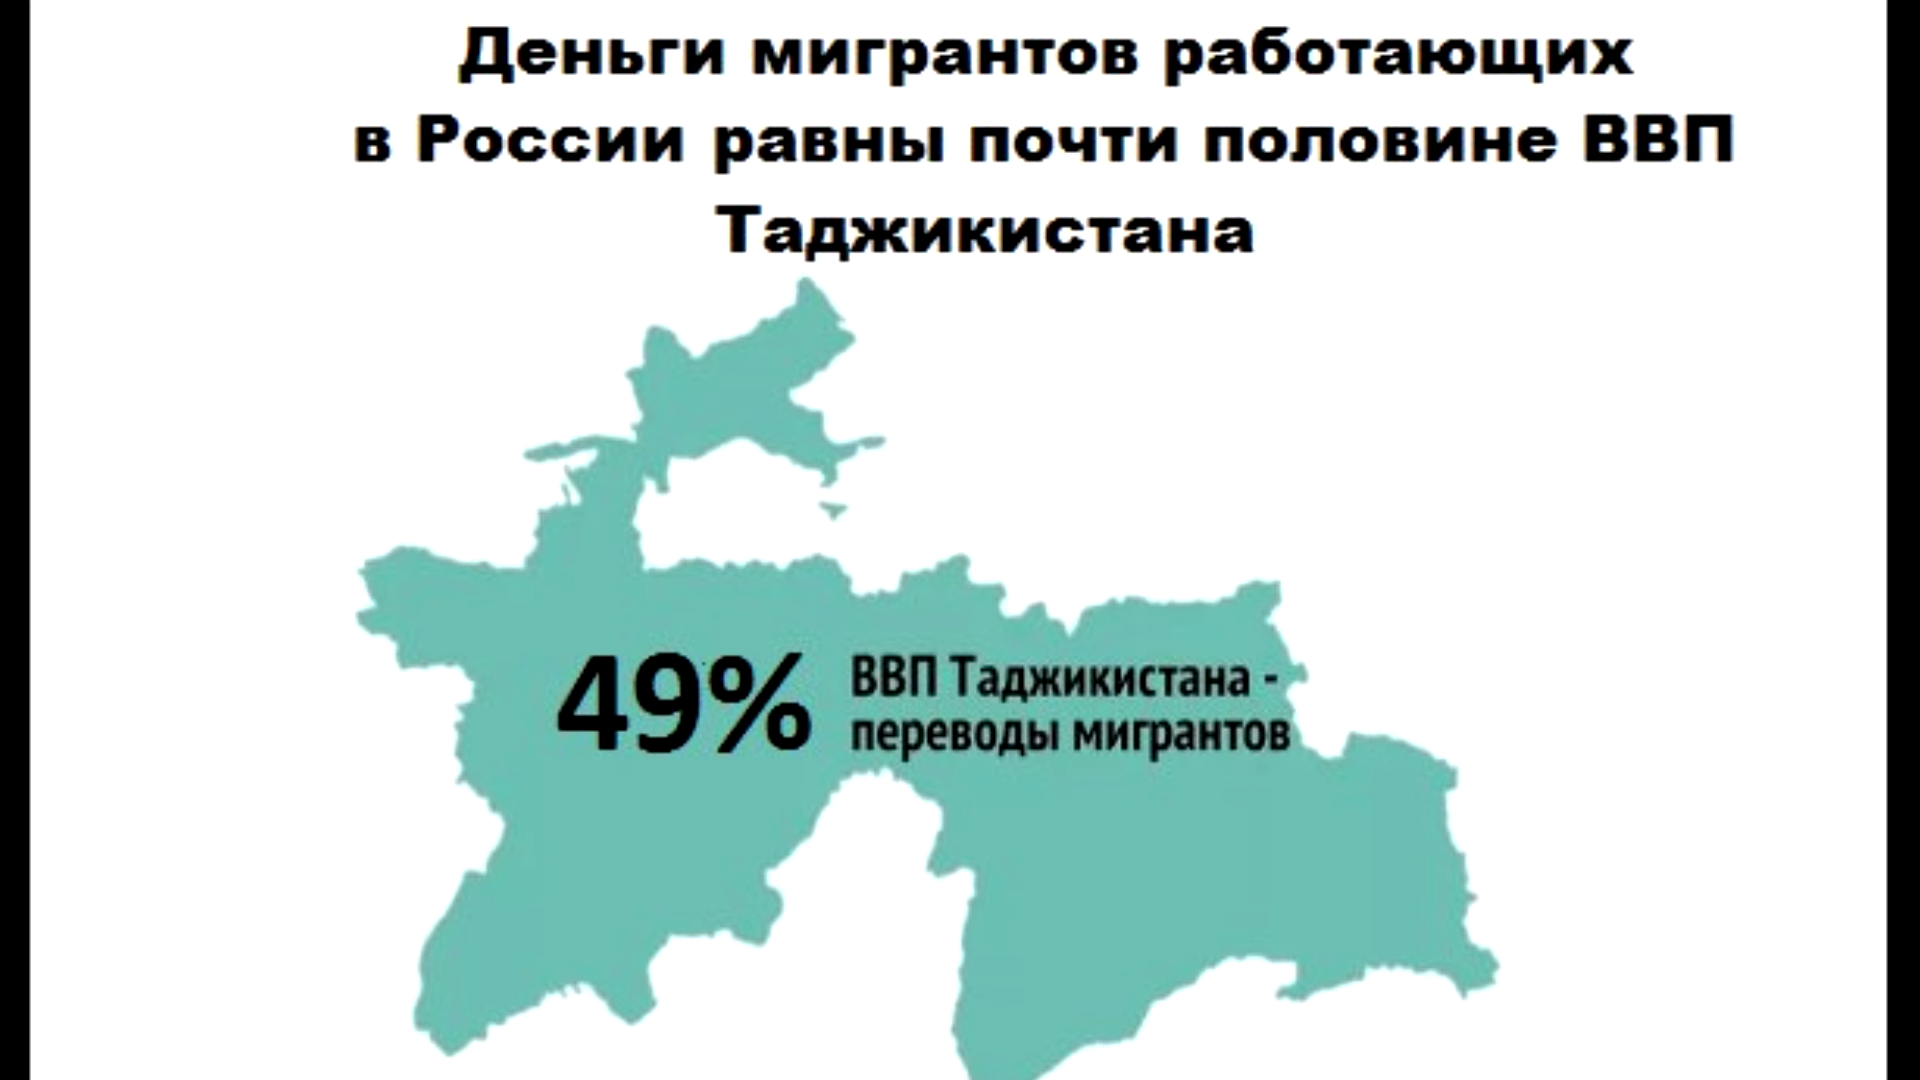 Деньги мигрантов работающих
в России равны почти половине ВВП
Таджикистана
49%
ВВП Таджикистана -
переводы мигрантов